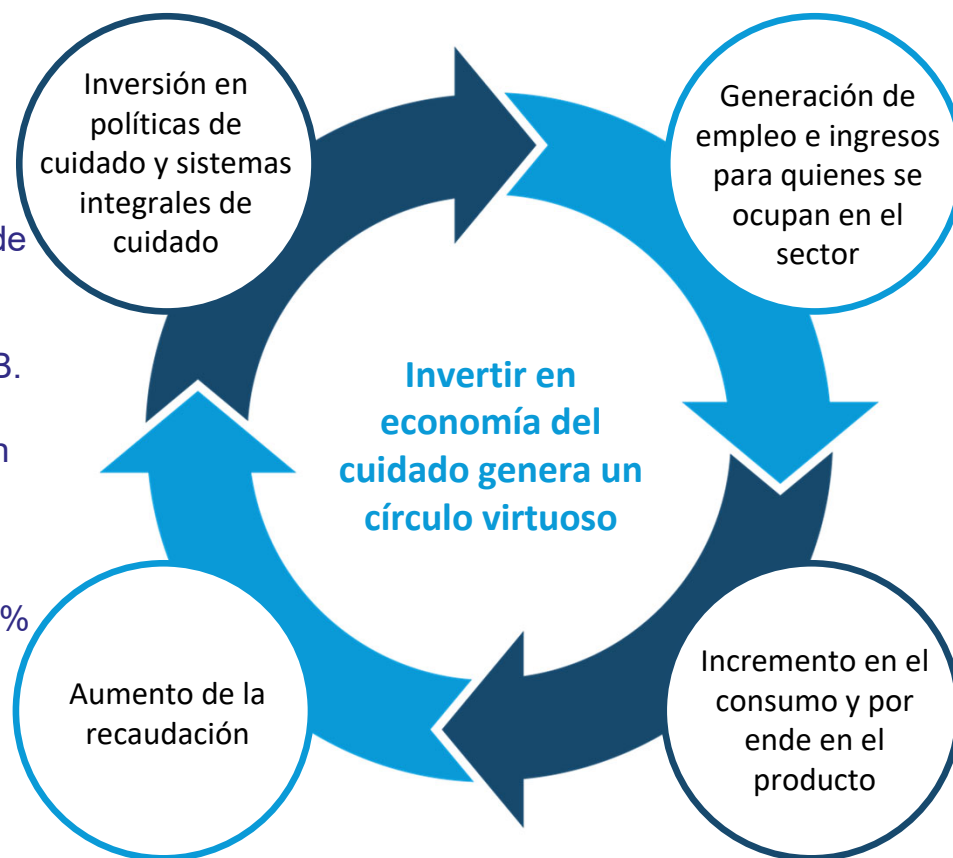 Inversión en
políticas de
cuidado y sistemas
integrales de
cuidado
Generación de
empleo e ingresos
para quienes se
ocupan en el
sector
de
Invertir en
economía del
cuidado genera un
círculo virtuoso
%
Aumento de la
recaudación
Incremento en el
consumo y por
ende en el
producto